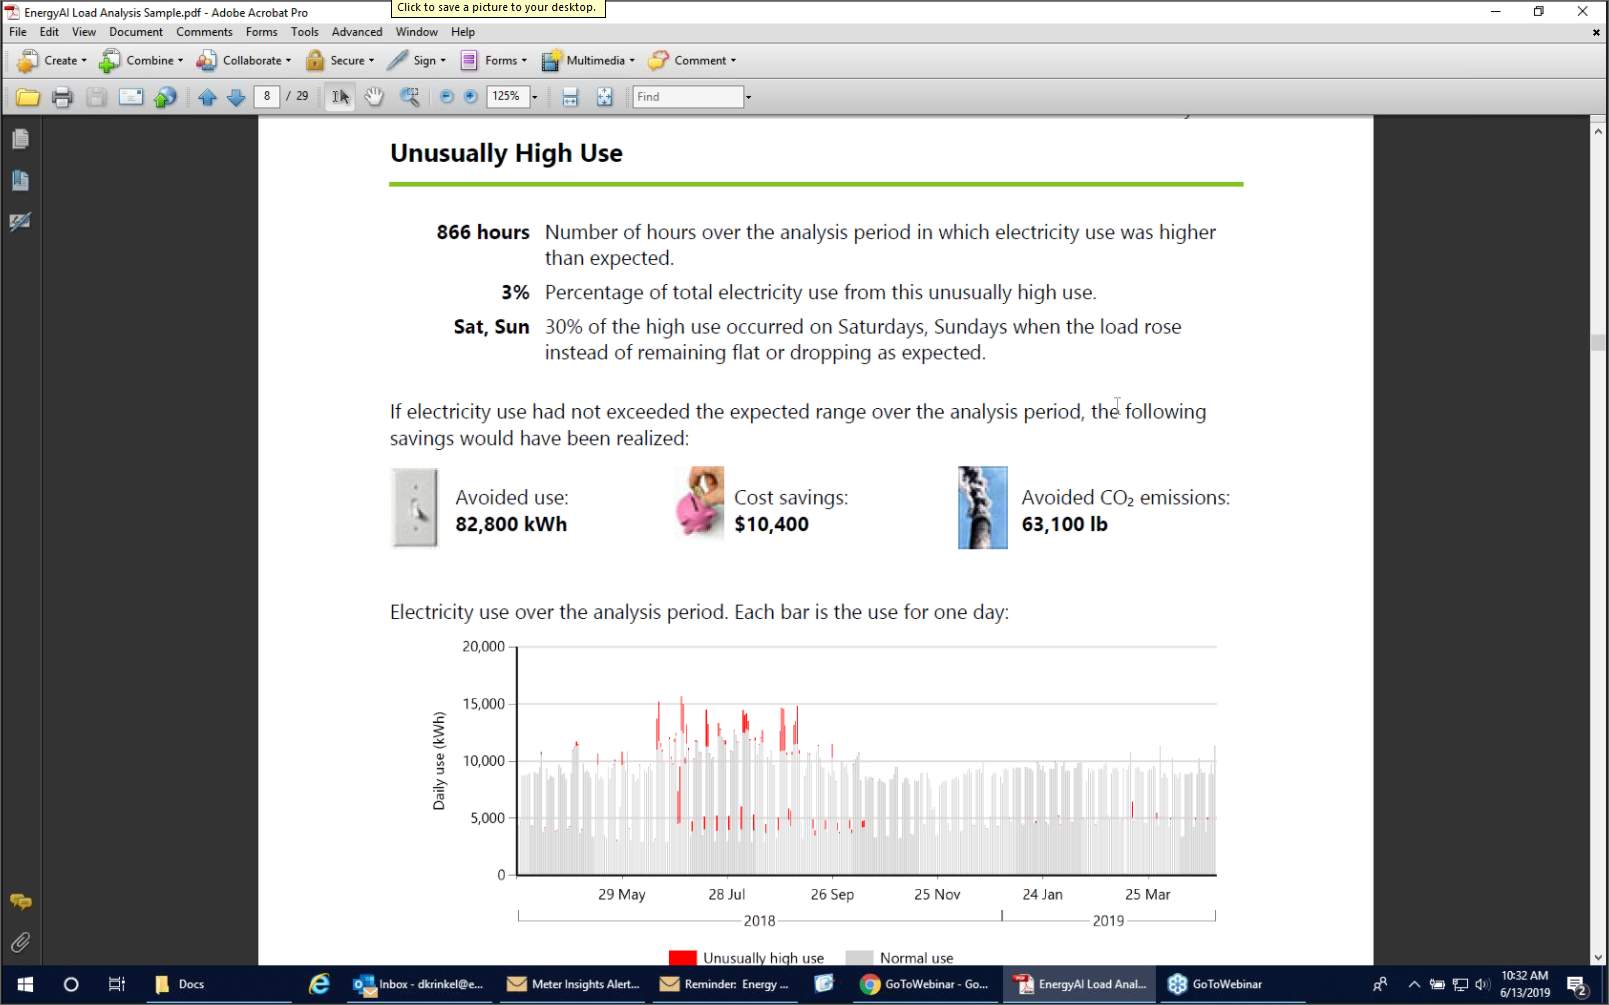 EnergyAI Load Analysis Sample.pdf - Adobe Acrobat Pro
Click to save a picture to your desktop.
File Edit View Document Comments Forms Tools Advanced Window Help
Create Combine Collaborate Secure Sign Forms Multimedia Comment
8 / 29 125% Find
Unusually High Use
866 hours Number of hours over the analysis period in which electricity use was higher
than expected.
3% Percentage of total electricity use from this unusually high use.
Sat, Sun 30% of the high use occurred on Saturdays, Sundays when the load rose
instead of remaining flat or dropping as expected.
If electricity use had not exceeded the expected range over the analysis period, the following
savings would have been realized:
Avoided use: Cost savings: Avoided CO₂ emissions:
82,800 kWh $10,400 63,100 lb
Electricity use over the analysis period. Each bar is the use for one day:
20,000
15,000
10,000
5,000
0
Daily use (kWh)
29 May 28 Jul 26 Sep 25 Nov 24 Jan 25 Mar
2018 2019
Unusually high use Normal use
Docs Inbox - dkrinkel@e... Meter Insights Alert... Reminder: Energy ... GoToWebinar - Go... EnergyAI Load Anal... GoToWebinar
10:32 AM
6/13/2019
2